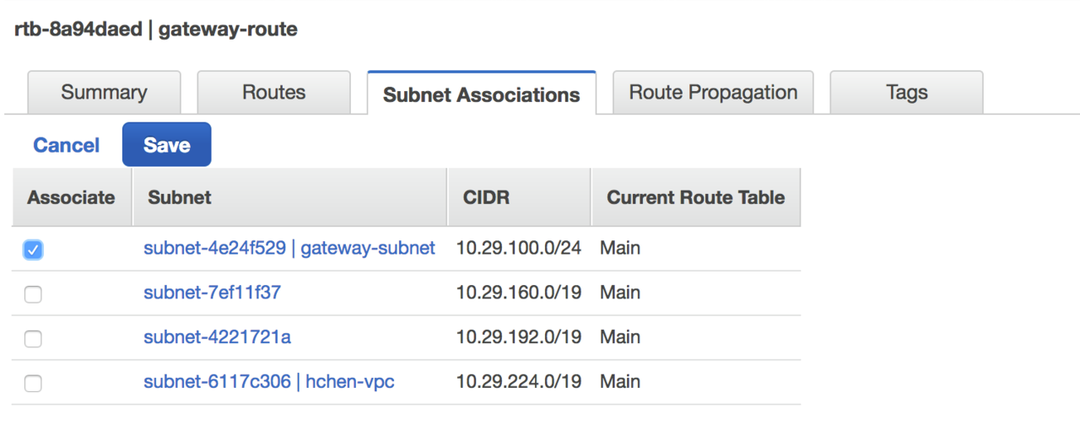 rtb-8a94daed | gateway-route
Summary Routes Subnet Associations Route Propagation Tags
Cancel Save
Associate Subnet CIDR Current Route Table
subnet-4e24f529 | gateway-subnet 10.29.100.0/24 Main
subnet-7ef11f37 10.29.160.0/19 Main
subnet-4221721a 10.29.192.0/19 Main
subnet-6117c306 | hchen-vpc 10.29.224.0/19 Main